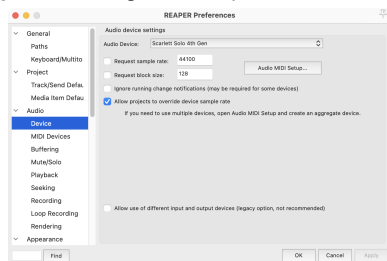 REAPER Preferences
General
Paths
Keyboard/Multito
Project
Track/Send Defau
Media Item Defau
Audio
Device
MIDI Devices
Buffering
Mute/Solo
Playback
Seeking
Recording
Loop Recording
Rendering
Appearance
Find
Audio device settings
Audio Device: Scarlett Solo 4th Gen
Request sample rate: 44100
Request block size: 128
Audio MIDI Setup...
Ignore running change notifications (may be required for some devices)
Allow projects to override device sample rate
If you need to use multiple devices, open Audio MIDI Setup and create an aggregate device.
Allow use of different input and output devices (legacy option, not recommended)
OK Cancel Apply